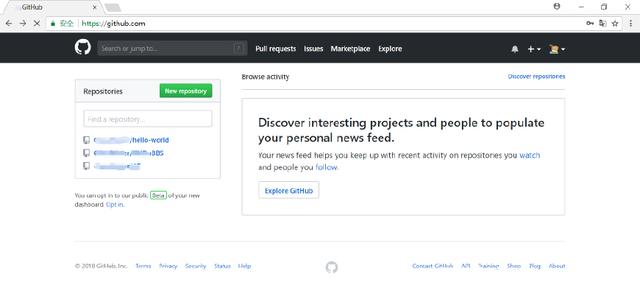 GitHub
安全 | https://github.com
Search or jump to... /
Pull requests Issues Marketplace Explore
Repositories
New repository
Find a repository...
/hello-world
BBS
You can opt in to our public Beta of your new
dashboard. Opt in.
Browse activity
Discover repositories
Discover interesting projects and people to populate
your personal news feed.
Your news feed helps you keep up with recent activity on repositories you watch
and people you follow.
Explore GitHub
© 2018 GitHub, Inc. Terms Privacy Security Status Help
Contact GitHub API Training Shop Blog About